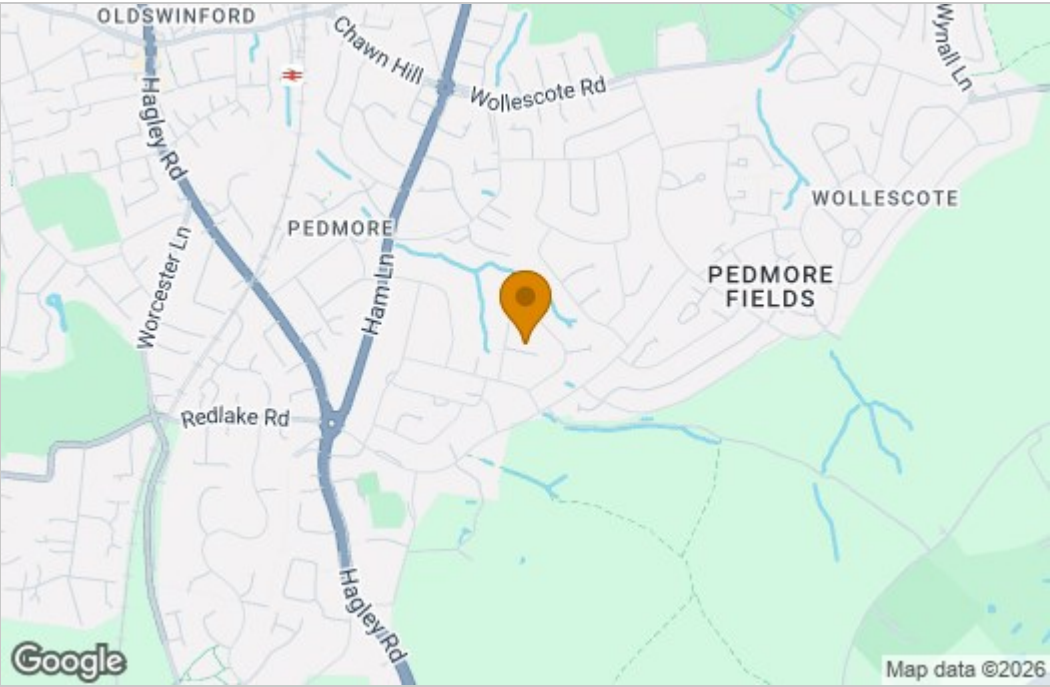 OLDSWINFORD
Chawn Hill
Wollescote Rd
Wynall Ln
Hagley Rd
WOLLESCOTE
PEDMORE
Worcester Ln
Ham Ln
PEDMORE
FIELDS
Redlake Rd
Hagley Rd
Google
Map data ©2026